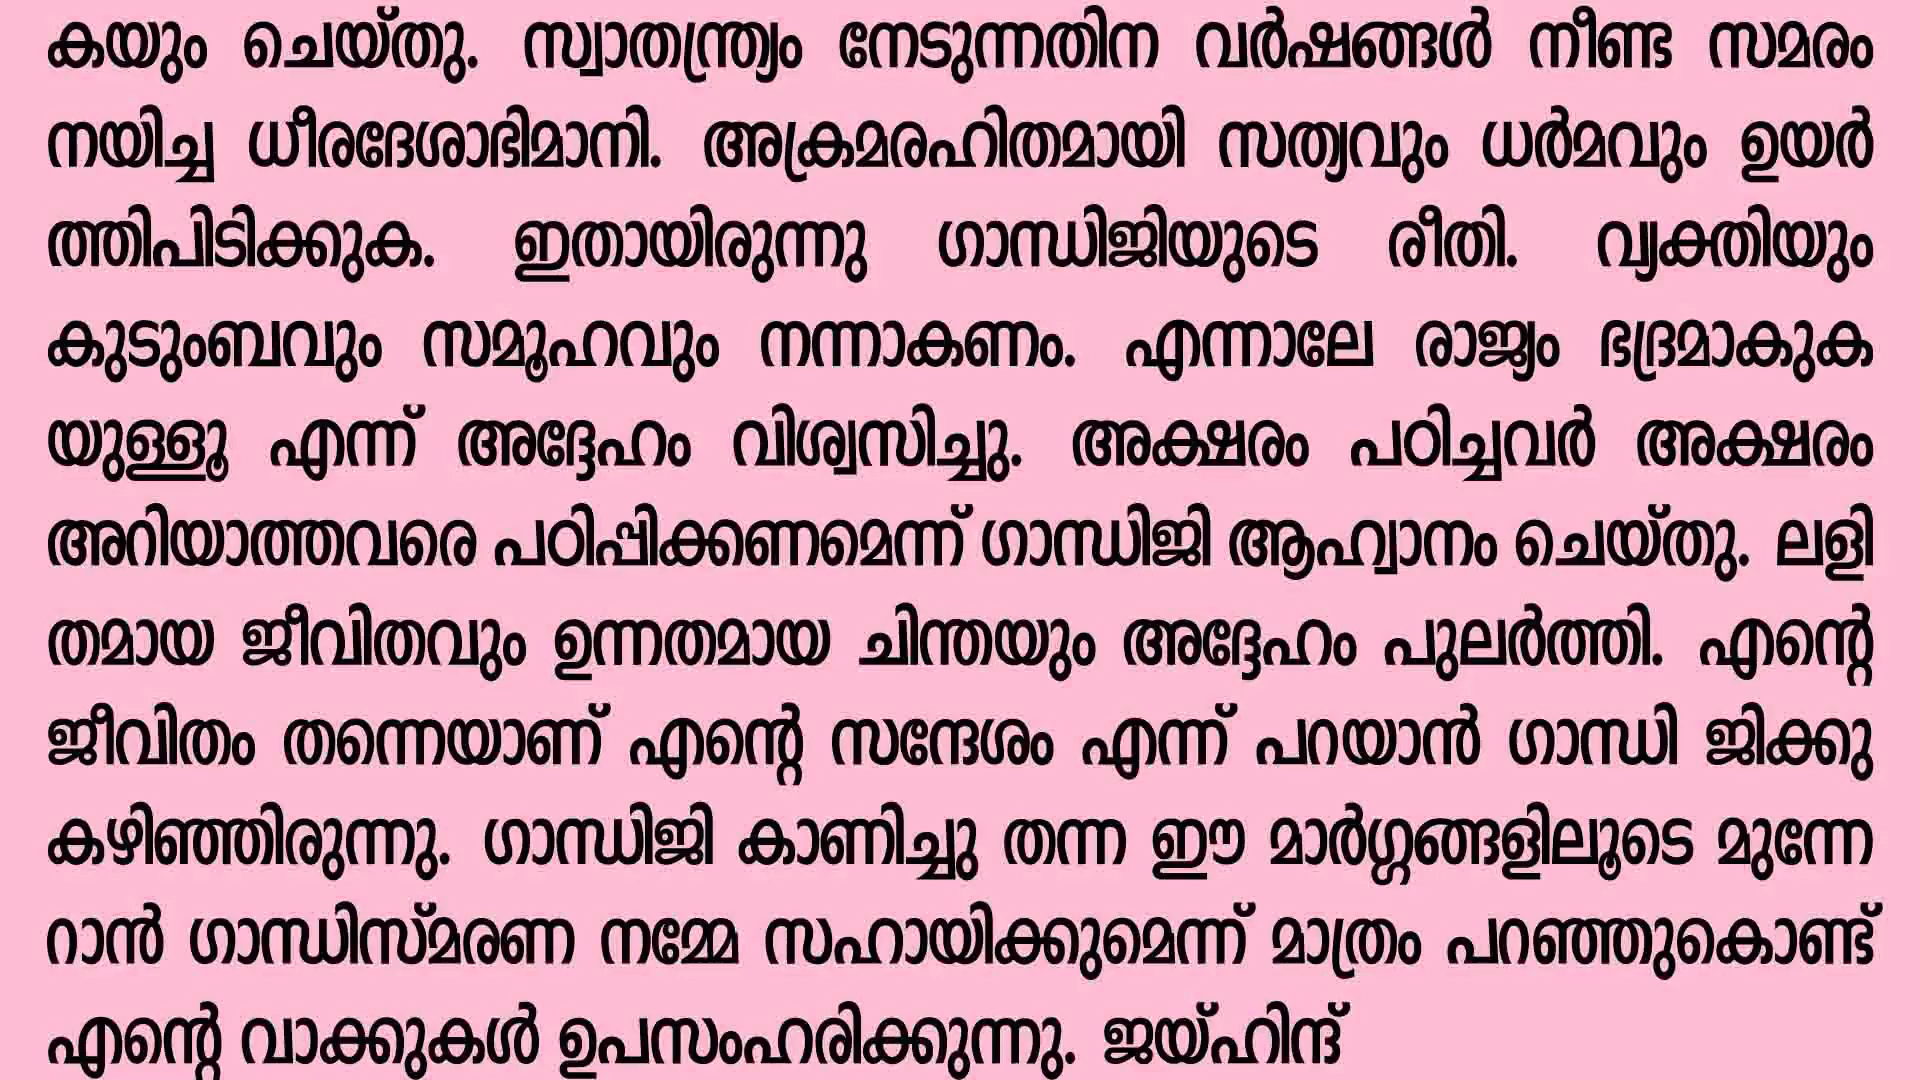 കയും ചെയ്തു. സ്വാതന്ത്ര്യം നേടുന്നതിന വർഷങ്ങൾ നീണ്ട സമരം
നയിച്ച ധീരദേശാഭിമാനി. അക്രമരഹിതമായി സത്യവും ധർമവും ഉയർ
ത്തിപിടിക്കുക. ഇതായിരുന്നു ഗാന്ധിജിയുടെ രീതി. വ്യക്തിയും
കുടുംബവും സമൂഹവും നന്നാകണം. എന്നാലേ രാജ്യം ഭദ്രമാകുക
യുള്ളൂ എന്ന് അദ്ദേഹം വിശ്വസിച്ചു. അക്ഷരം പഠിച്ചവർ അക്ഷരം
അറിയാത്തവരെ പഠിപ്പിക്കണമെന്ന് ഗാന്ധിജി ആഹ്വാനം ചെയ്തു. ലളി
തമായ ജീവിതവും ഉന്നതമായ ചിന്തയും അദ്ദേഹം പുലർത്തി. എന്റെ
ജീവിതം തന്നെയാണ് എന്റെ സന്ദേശം എന്ന് പറയാൻ ഗാന്ധി ജിക്കു
കഴിഞ്ഞിരുന്നു. ഗാന്ധിജി കാണിച്ചു തന്ന ഈ മാർഗ്ഗങ്ങളിലൂടെ മുന്നേ
റാൻ ഗാന്ധിസ്മരണ നമ്മേ സഹായിക്കുമെന്ന് മാത്രം പറഞ്ഞുകൊണ്ട്
എന്റെ വാക്കുകൾ ഉപസംഹരിക്കുന്നു. ജയ്ഹിന്ദ്